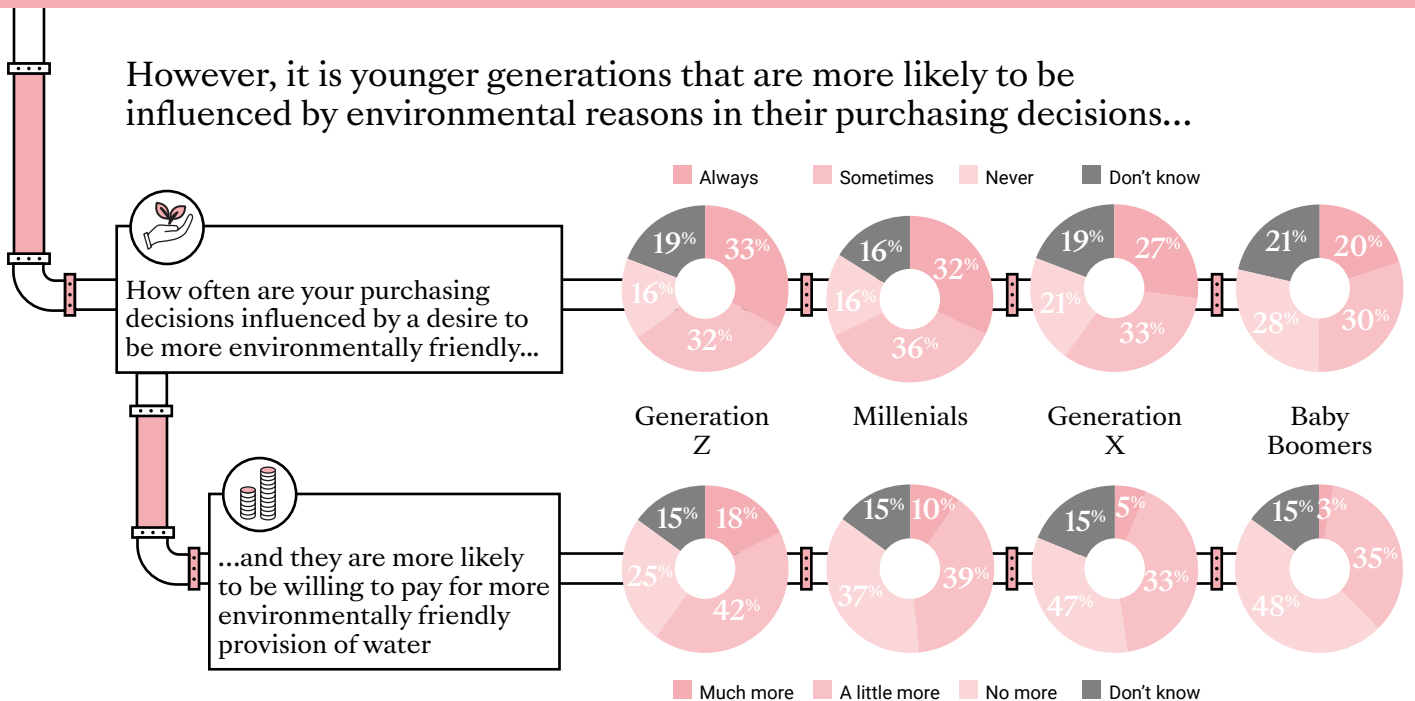 However, it is younger generations that are more likely to be
influenced by environmental reasons in their purchasing decisions...
Always
Sometimes
Never
Don't know
How often are your purchasing
decisions influenced by a desire to
be more environmentally friendly...
19%
33%
16%
32%
16%
32%
16%
36%
19%
27%
21%
33%
21%
20%
28%
30%
Generation
Z
Millenials
Generation
X
Baby
Boomers
...and they are more likely
to be willing to pay for more
environmentally friendly
provision of water
15%
18%
25%
42%
15%
10%
37%
39%
15%
5%
47%
33%
15%
3%
48%
35%
Much more
A little more
No more
Don't know